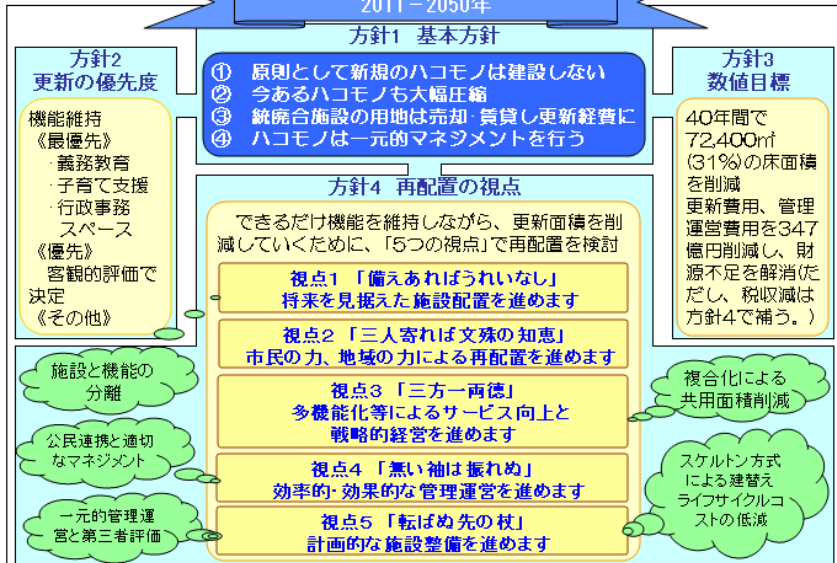 2011－2050年
方針1 基本方針
① 原則として新規のハコモノは建設しない
② 今あるハコモノも大幅圧縮
③ 統廃合施設の用地は売却・賃貸し更新経費に
④ ハコモノは一元的マネジメントを行う
方針2
更新の優先度
機能維持
《最優先》
・義務教育
・子育て支援
・行政事務
スペース
《優先》
客観的評価で
決定
《その他》
方針3
数値目標
40年間で
72,400㎡
(31%)の床面積
を削減
更新費用、管理
運営費用を347
億円削減し、財
源不足を解消(た
だし、税収減は
方針4で補う。)
方針4 再配置の視点
できるだけ機能を維持しながら、更新面積を削
減していくために、「5つの視点」で再配置を検討
視点1 「備えあればうれいなし」
将来を見据えた施設配置を進めます
視点2 「三人寄れば文殊の知恵」
市民の力、地域の力による再配置を進めます
視点3 「三方一両徳」
多機能化等によるサービス向上と
戦略的経営を進めます
視点4 「無い袖は振れぬ」
効率的・効果的な管理運営を進めます
視点5 「転ばぬ先の杖」
計画的な施設整備を進めます
施設と機能の
分離
公民連携と適切
なマネジメント
一元的管理運
営と第三者評価
複合化による
共用面積削減
スケルトン方式
による建替え
ライフサイクルコ
ストの低減